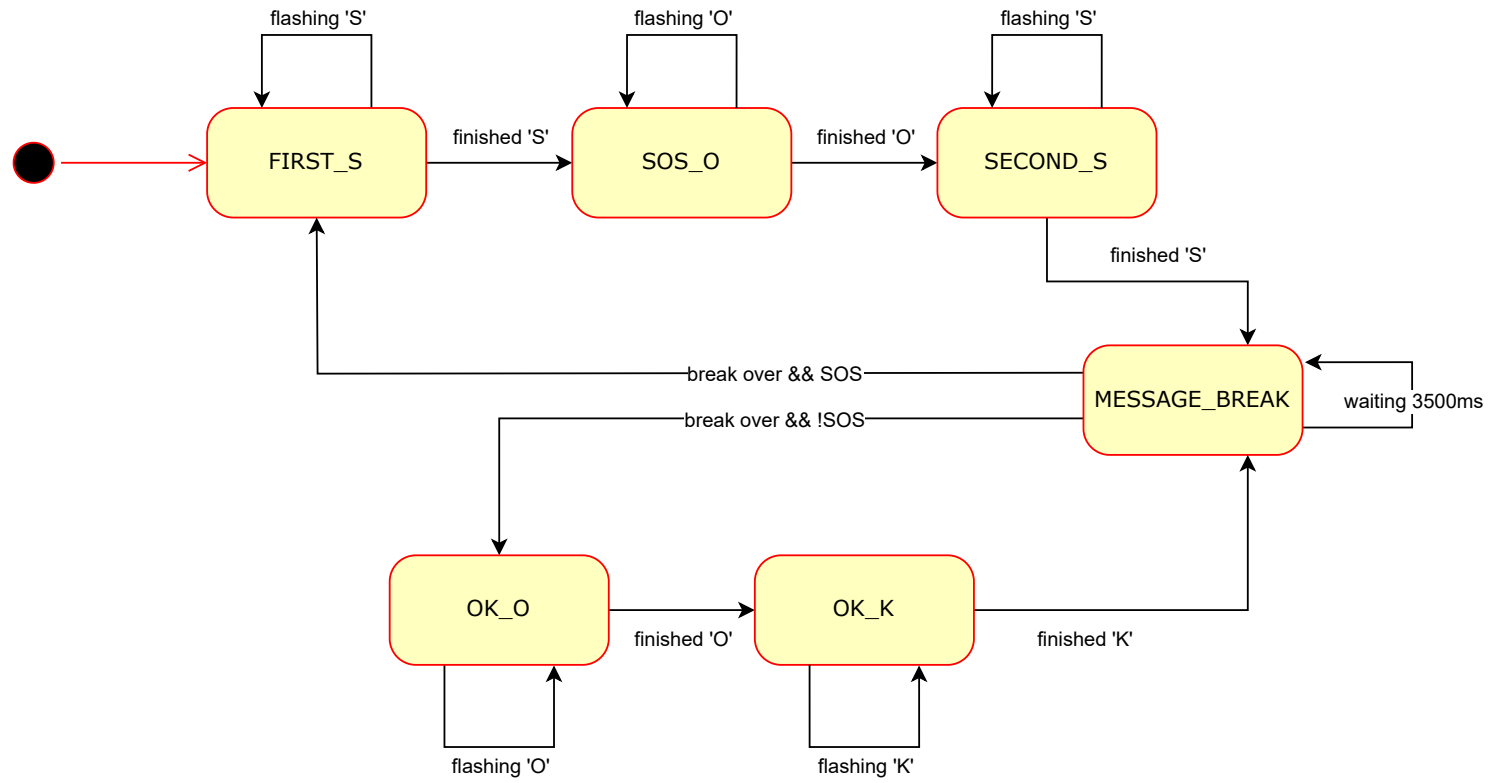 flashing 'S'
flashing 'O'
flashing 'S'
FIRST_S
finished 'S'
SOS_O
finished 'O'
SECOND_S
finished 'S'
break over && SOS
MESSAGE_BREAK
waiting 3500ms
break over && !SOS
OK_O
finished 'O'
OK_K
finished 'K'
flashing 'O'
flashing 'K'